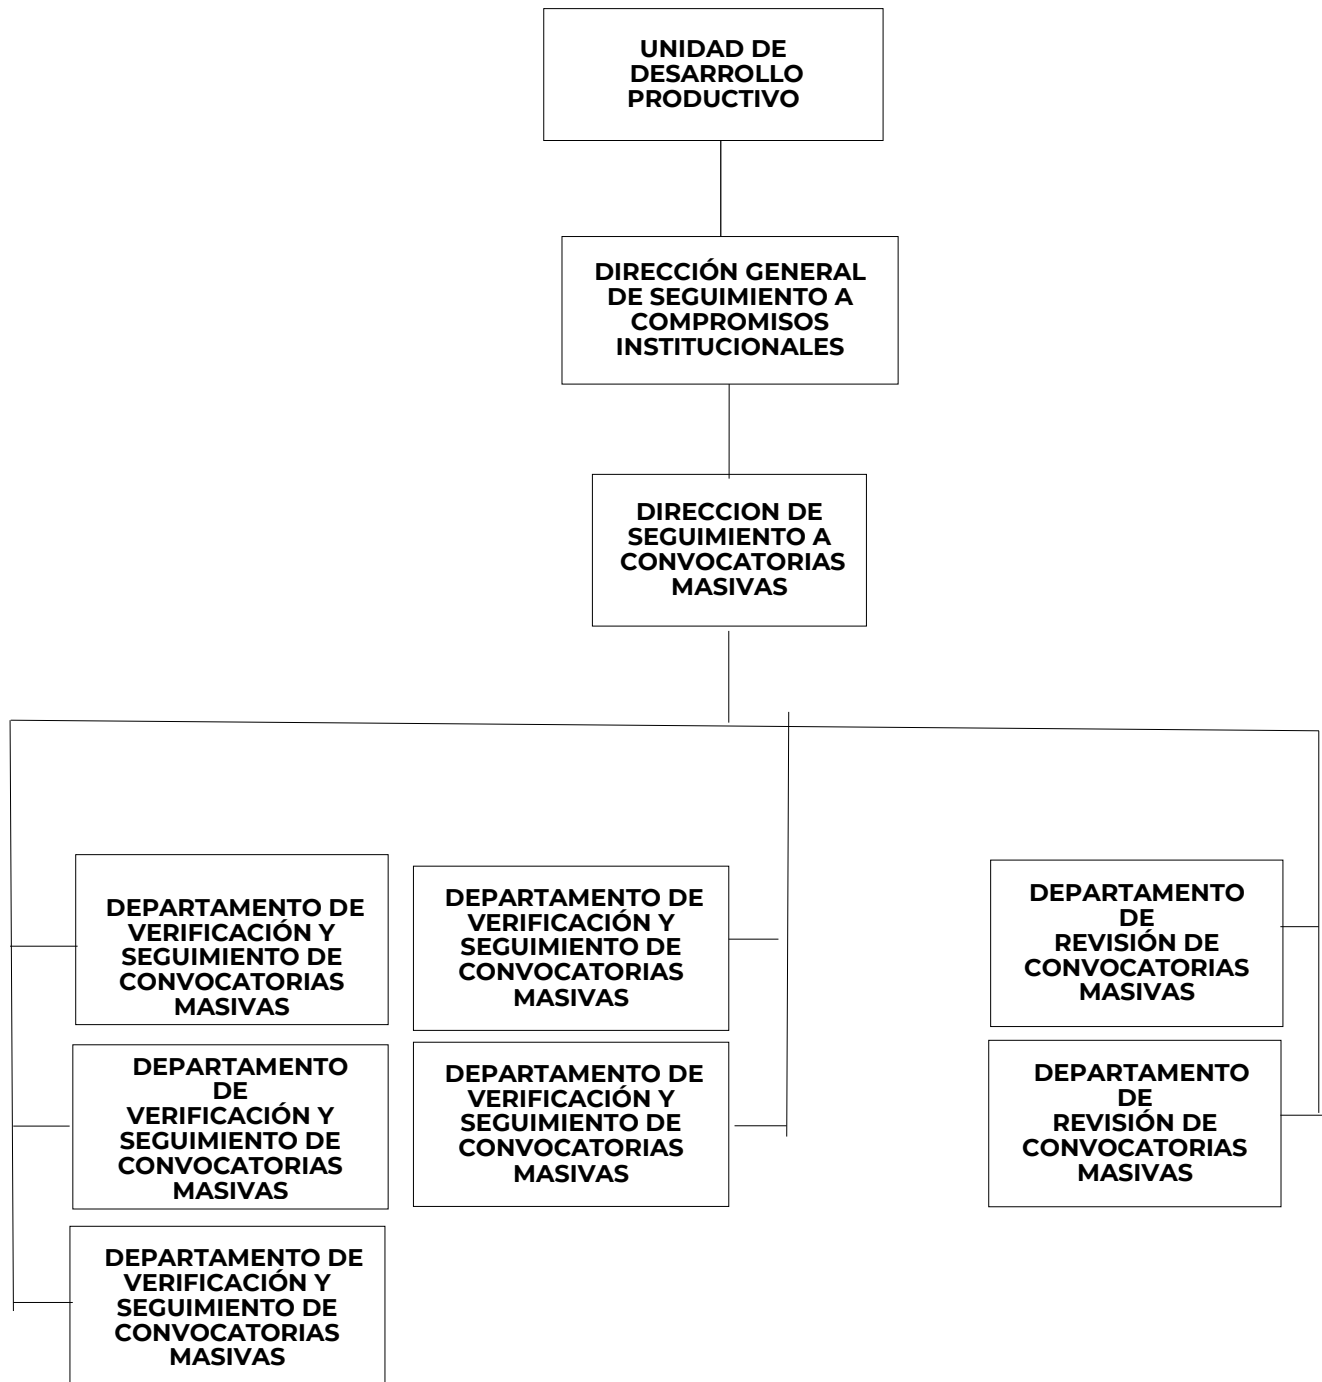 UNIDAD DE
DESARROLLO
PRODUCTIVO
DIRECCIÓN GENERAL
DE SEGUIMIENTO A
COMPROMISOS
INSTITUCIONALES
DIRECCION DE
SEGUIMIENTO A
CONVOCATORIAS
MASIVAS
DEPARTAMENTO DE
VERIFICACIÓN Y
SEGUIMIENTO DE
CONVOCATORIAS
MASIVAS
DEPARTAMENTO DE
VERIFICACIÓN Y
SEGUIMIENTO DE
CONVOCATORIAS
MASIVAS
DEPARTAMENTO
DE
REVISIÓN DE
CONVOCATORIAS
MASIVAS
DEPARTAMENTO
DE
VERIFICACIÓN Y
SEGUIMIENTO DE
CONVOCATORIAS
MASIVAS
DEPARTAMENTO DE
VERIFICACIÓN Y
SEGUIMIENTO DE
CONVOCATORIAS
MASIVAS
DEPARTAMENTO
DE
REVISIÓN DE
CONVOCATORIAS
MASIVAS
DEPARTAMENTO DE
VERIFICACIÓN Y
SEGUIMIENTO DE
CONVOCATORIAS
MASIVAS